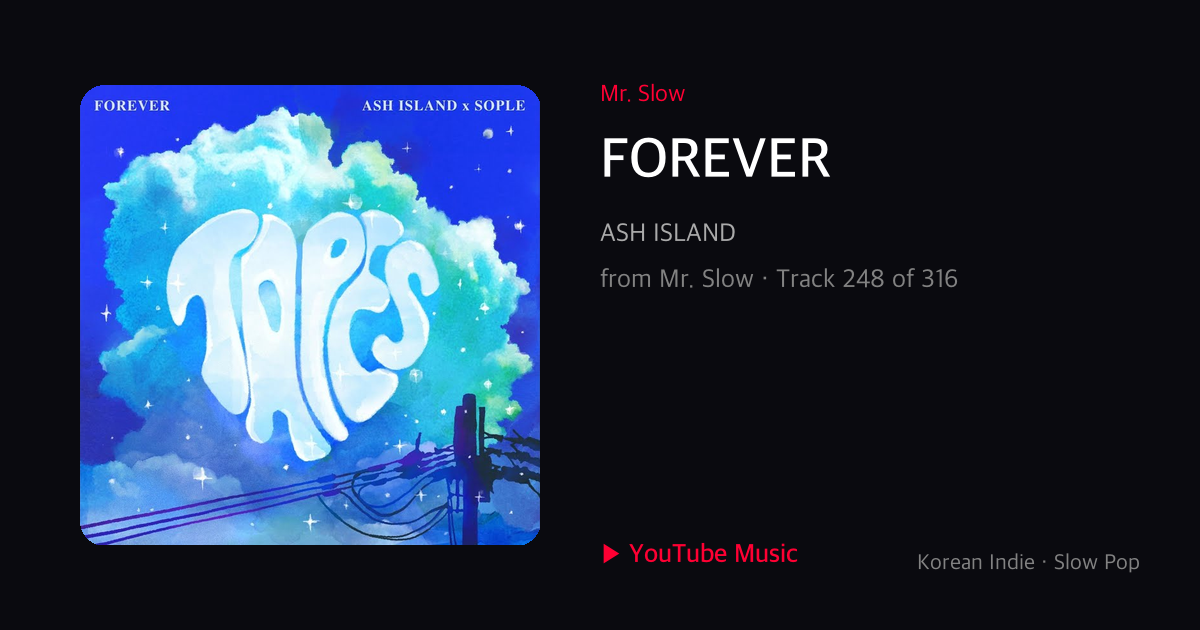 FOREVER
ASH ISLAND x SOPLE
TAPES
Mr. Slow
FOREVER
ASH ISLAND
from Mr. Slow · Track 248 of 316
YouTube Music
Korean Indie · Slow Pop